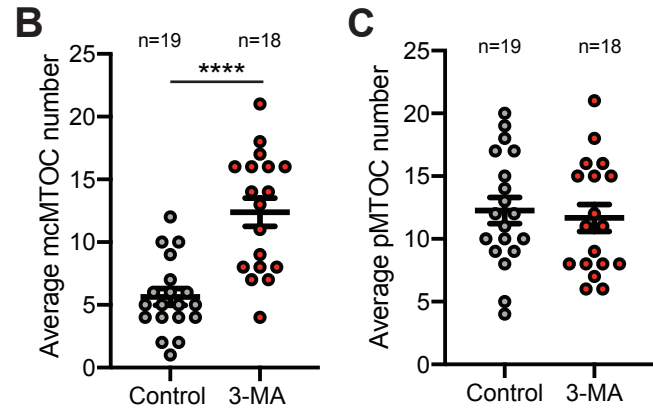 B
n=19 n=18
****
Average mcMTOC number
25
20
15
10
5
0
Control 3-MA
C
n=19 n=18
Average pMTOC number
25
20
15
10
5
0
Control 3-MA